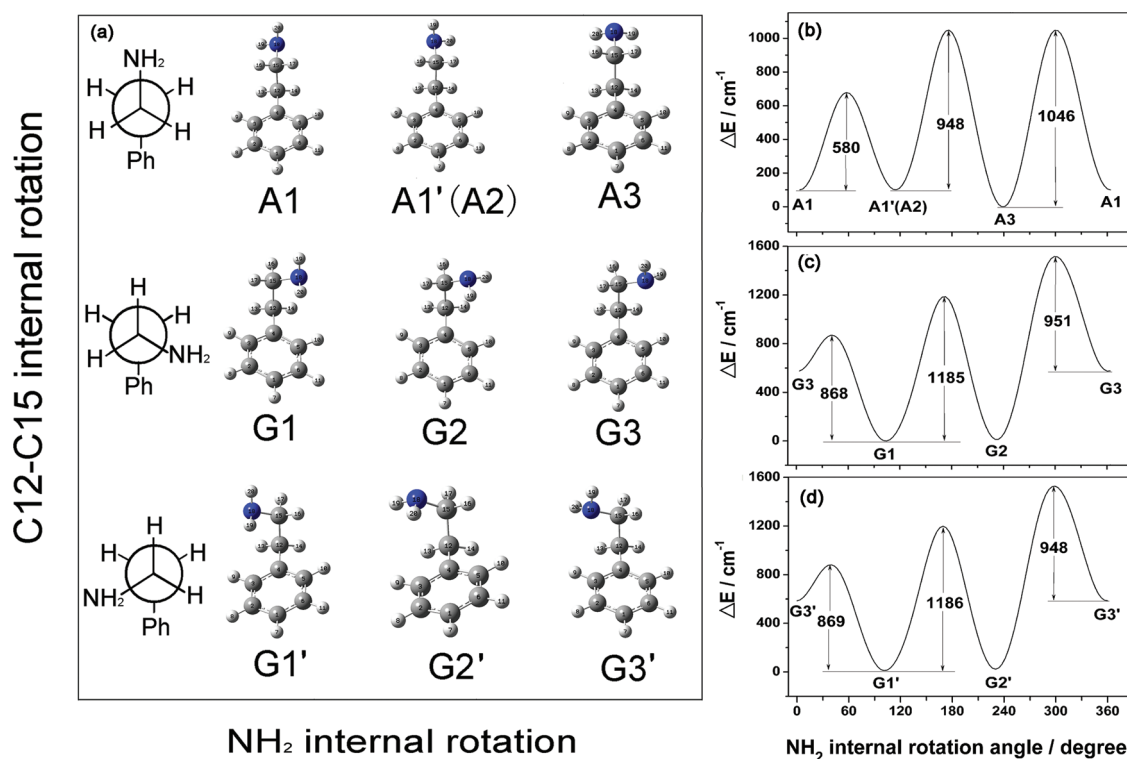 C12-C15 internal rotation
(a)
NH2
H H
H H
Ph
A1
A1'(A2)
A3
H
H H
H
NH2
Ph
G1
G2
G3
H
H H
H
NH2
Ph
G1'
G2'
G3'
NH2 internal rotation
(b)
ΔE / cm-1
1000
800
600
400
200
0
580
948
1046
A1
A1'(A2)
A3
A1
(c)
ΔE / cm-1
1600
1200
800
400
0
868
1185
951
G3
G1
G2
G3
(d)
ΔE / cm-1
1600
1200
800
400
0
869
1186
948
G3'
G1'
G2'
G3'
0 60 120 180 240 300 360
NH2 internal rotation angle / degree